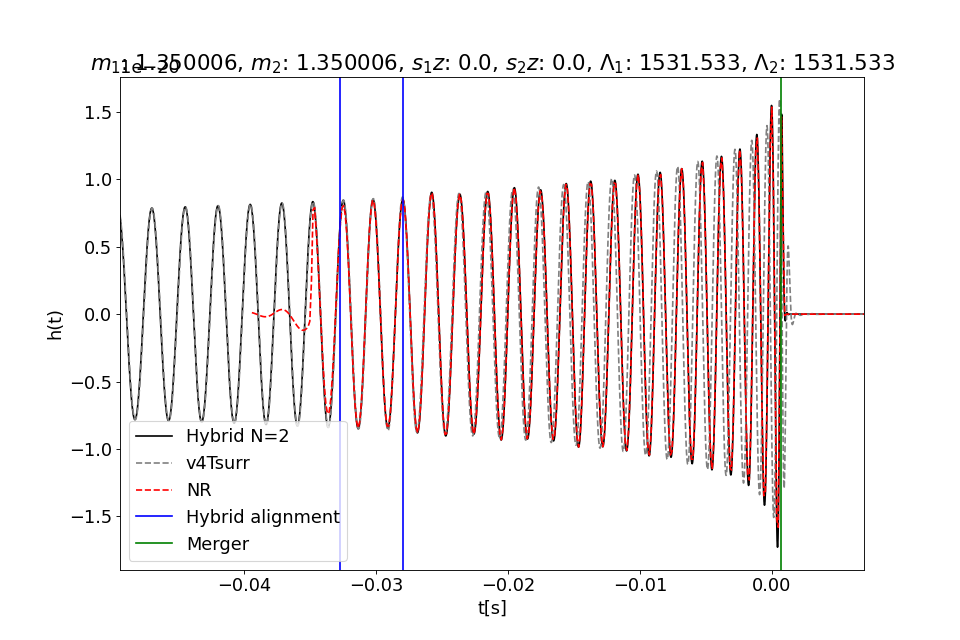 m₁: 1.350006, m₂: 1.350006, s₁z: 0.0, s₂z: 0.0, Λ₁: 1531.533, Λ₂: 1531.533
1e−20
1.5
1.0
0.5
0.0
−0.5
−1.0
−1.5
h(t)
Hybrid N=2
v4Tsurr
NR
Hybrid alignment
Merger
−0.04 −0.03 −0.02 −0.01 0.00
t[s]